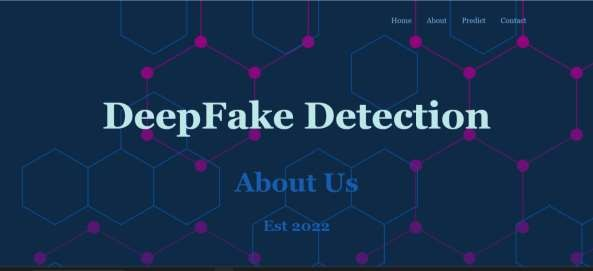 Home About Predict Contact
DeepFake Detection
About Us
Est 2022